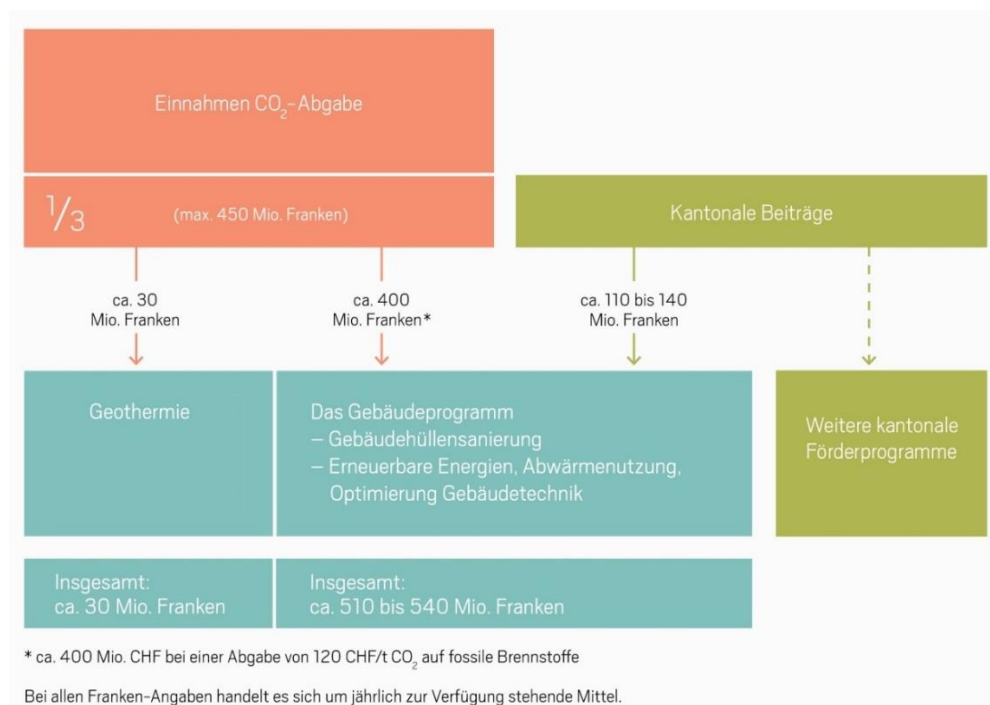 Einnahmen CO₂-Abgabe
1/3 (max. 450 Mio. Franken)
Kantonale Beiträge
ca. 30
Mio. Franken
ca. 400
Mio. Franken*
ca. 110 bis 140
Mio. Franken
Geothermie
Das Gebäudeprogramm
– Gebäudehüllensanierung
– Erneuerbare Energien, Abwärmenutzung,
Optimierung Gebäudetechnik
Weitere kantonale
Förderprogramme
Insgesamt:
ca. 30 Mio. Franken
Insgesamt:
ca. 510 bis 540 Mio. Franken
* ca. 400 Mio. CHF bei einer Abgabe von 120 CHF/t CO₂ auf fossile Brennstoffe
Bei allen Franken-Angaben handelt es sich um jährlich zur Verfügung stehende Mittel.